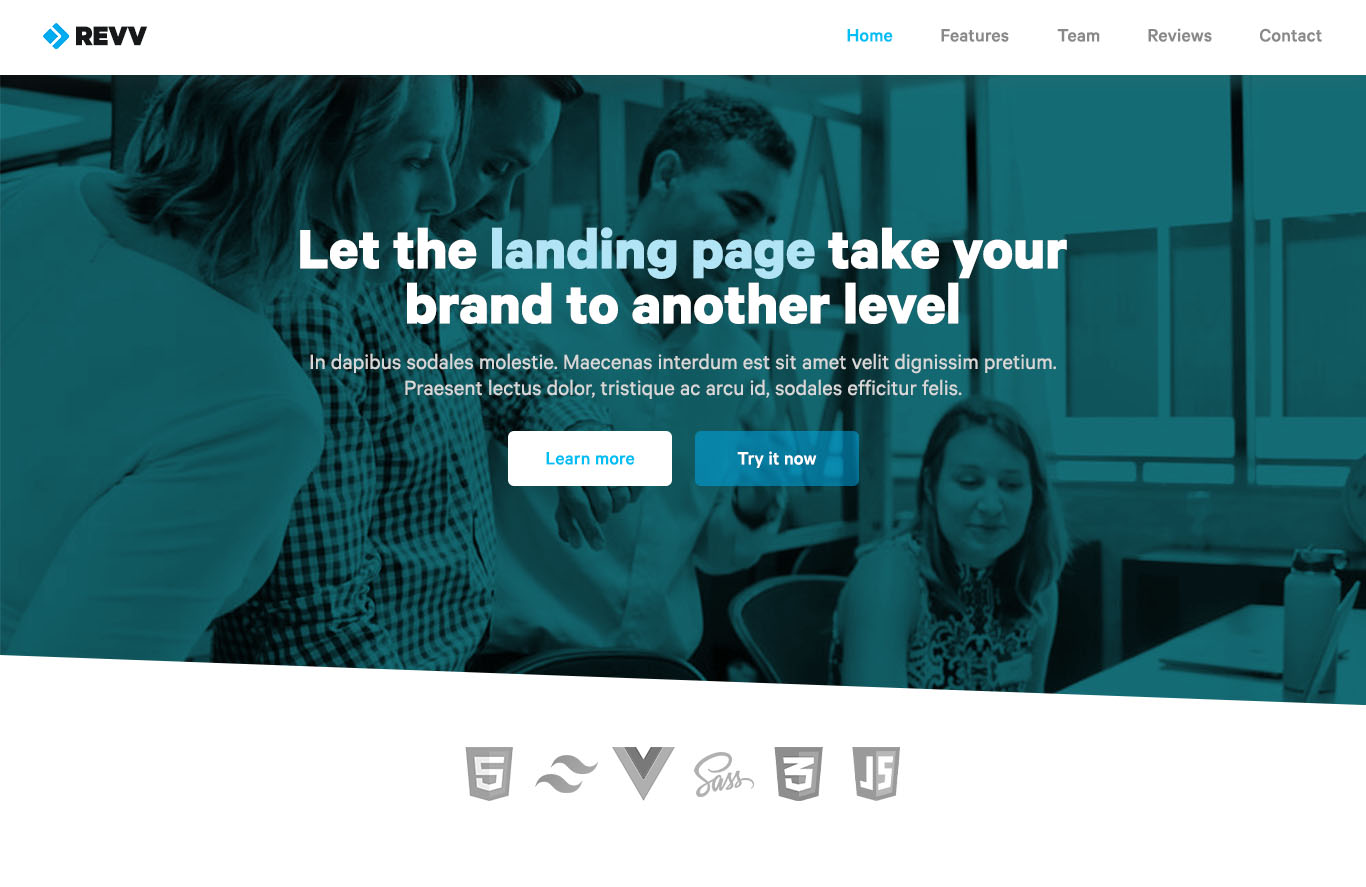 REVV
Home Features Team Reviews Contact
Let the landing page take your
brand to another level
In dapibus sodales molestie. Maecenas interdum est sit amet velit dignissim pretium.
Praesent lectus dolor, tristique ac arcu id, sodales efficitur felis.
Learn more Try it now
5 Sass 3 JS